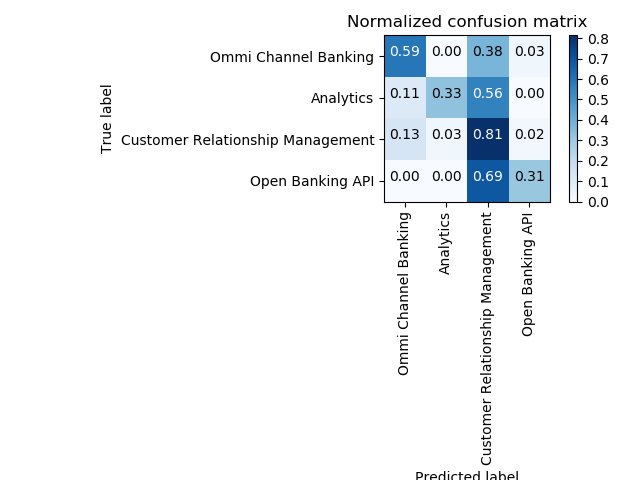 Normalized confusion matrix
True label
Ommi Channel Banking 0.59 0.00 0.38 0.03
Analytics 0.11 0.33 0.56 0.00
Customer Relationship Management 0.13 0.03 0.81 0.02
Open Banking API 0.00 0.00 0.69 0.31
0.8
0.7
0.6
0.5
0.4
0.3
0.2
0.1
0.0
Ommi Channel Banking
Analytics
Customer Relationship Management
Open Banking API
Predicted label